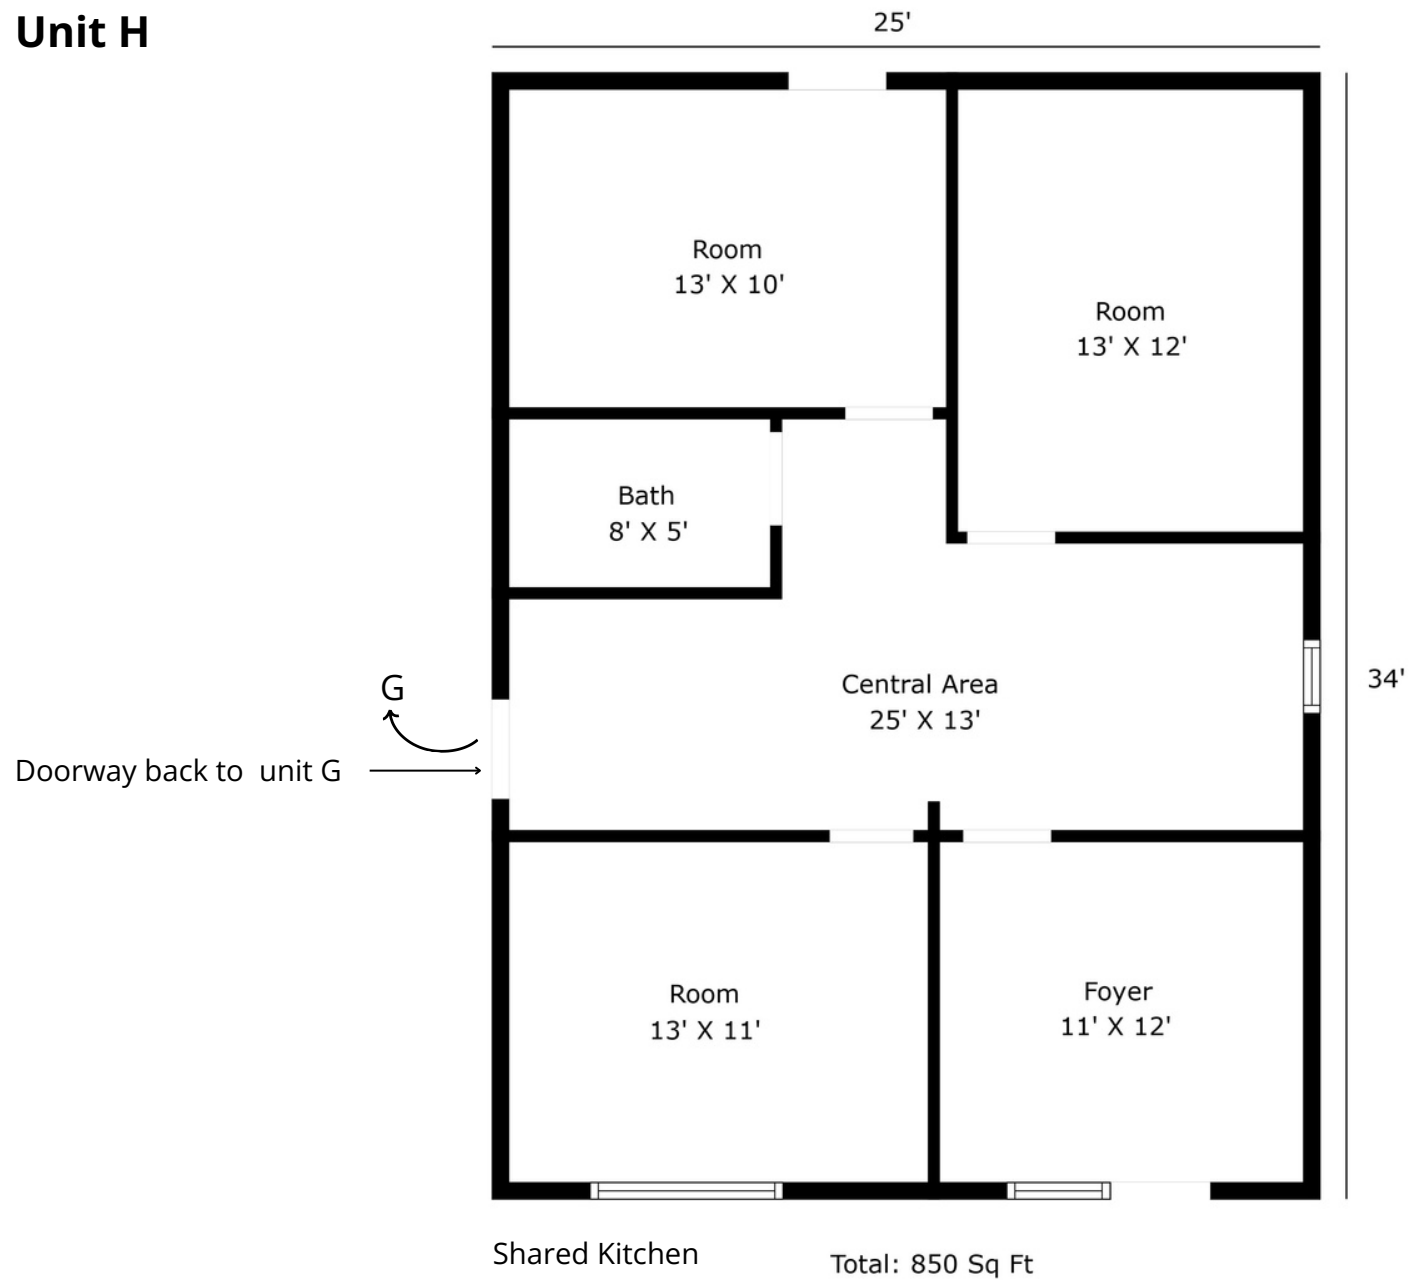 Unit H
25'
Room
13' X 10'
Room
13' X 12'
Bath
8' X 5'
G
Central Area
25' X 13'
34'
Doorway back to  unit G
Room
13' X 11'
Foyer
11' X 12'
Shared Kitchen
Total: 850 Sq Ft